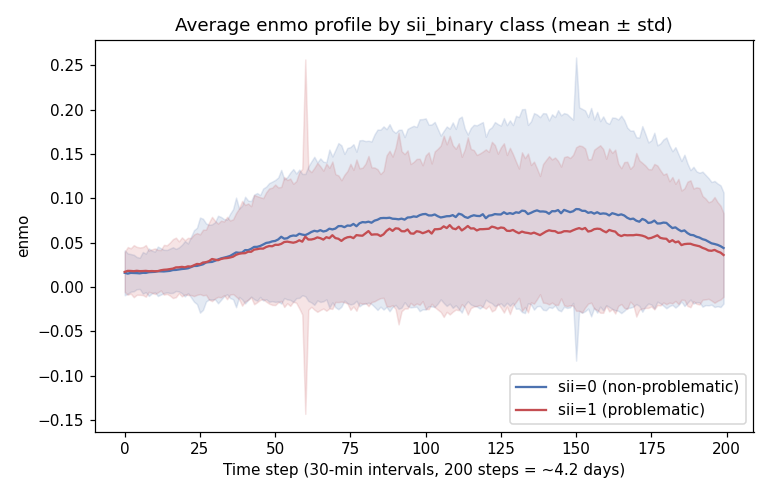 Average enmo profile by sii_binary class (mean ± std)
0.25
0.20
0.15
0.10
0.05
0.00
−0.05
−0.10
−0.15
enmo
sii=0 (non-problematic)
sii=1 (problematic)
0 25 50 75 100 125 150 175 200
Time step (30-min intervals, 200 steps = ~4.2 days)